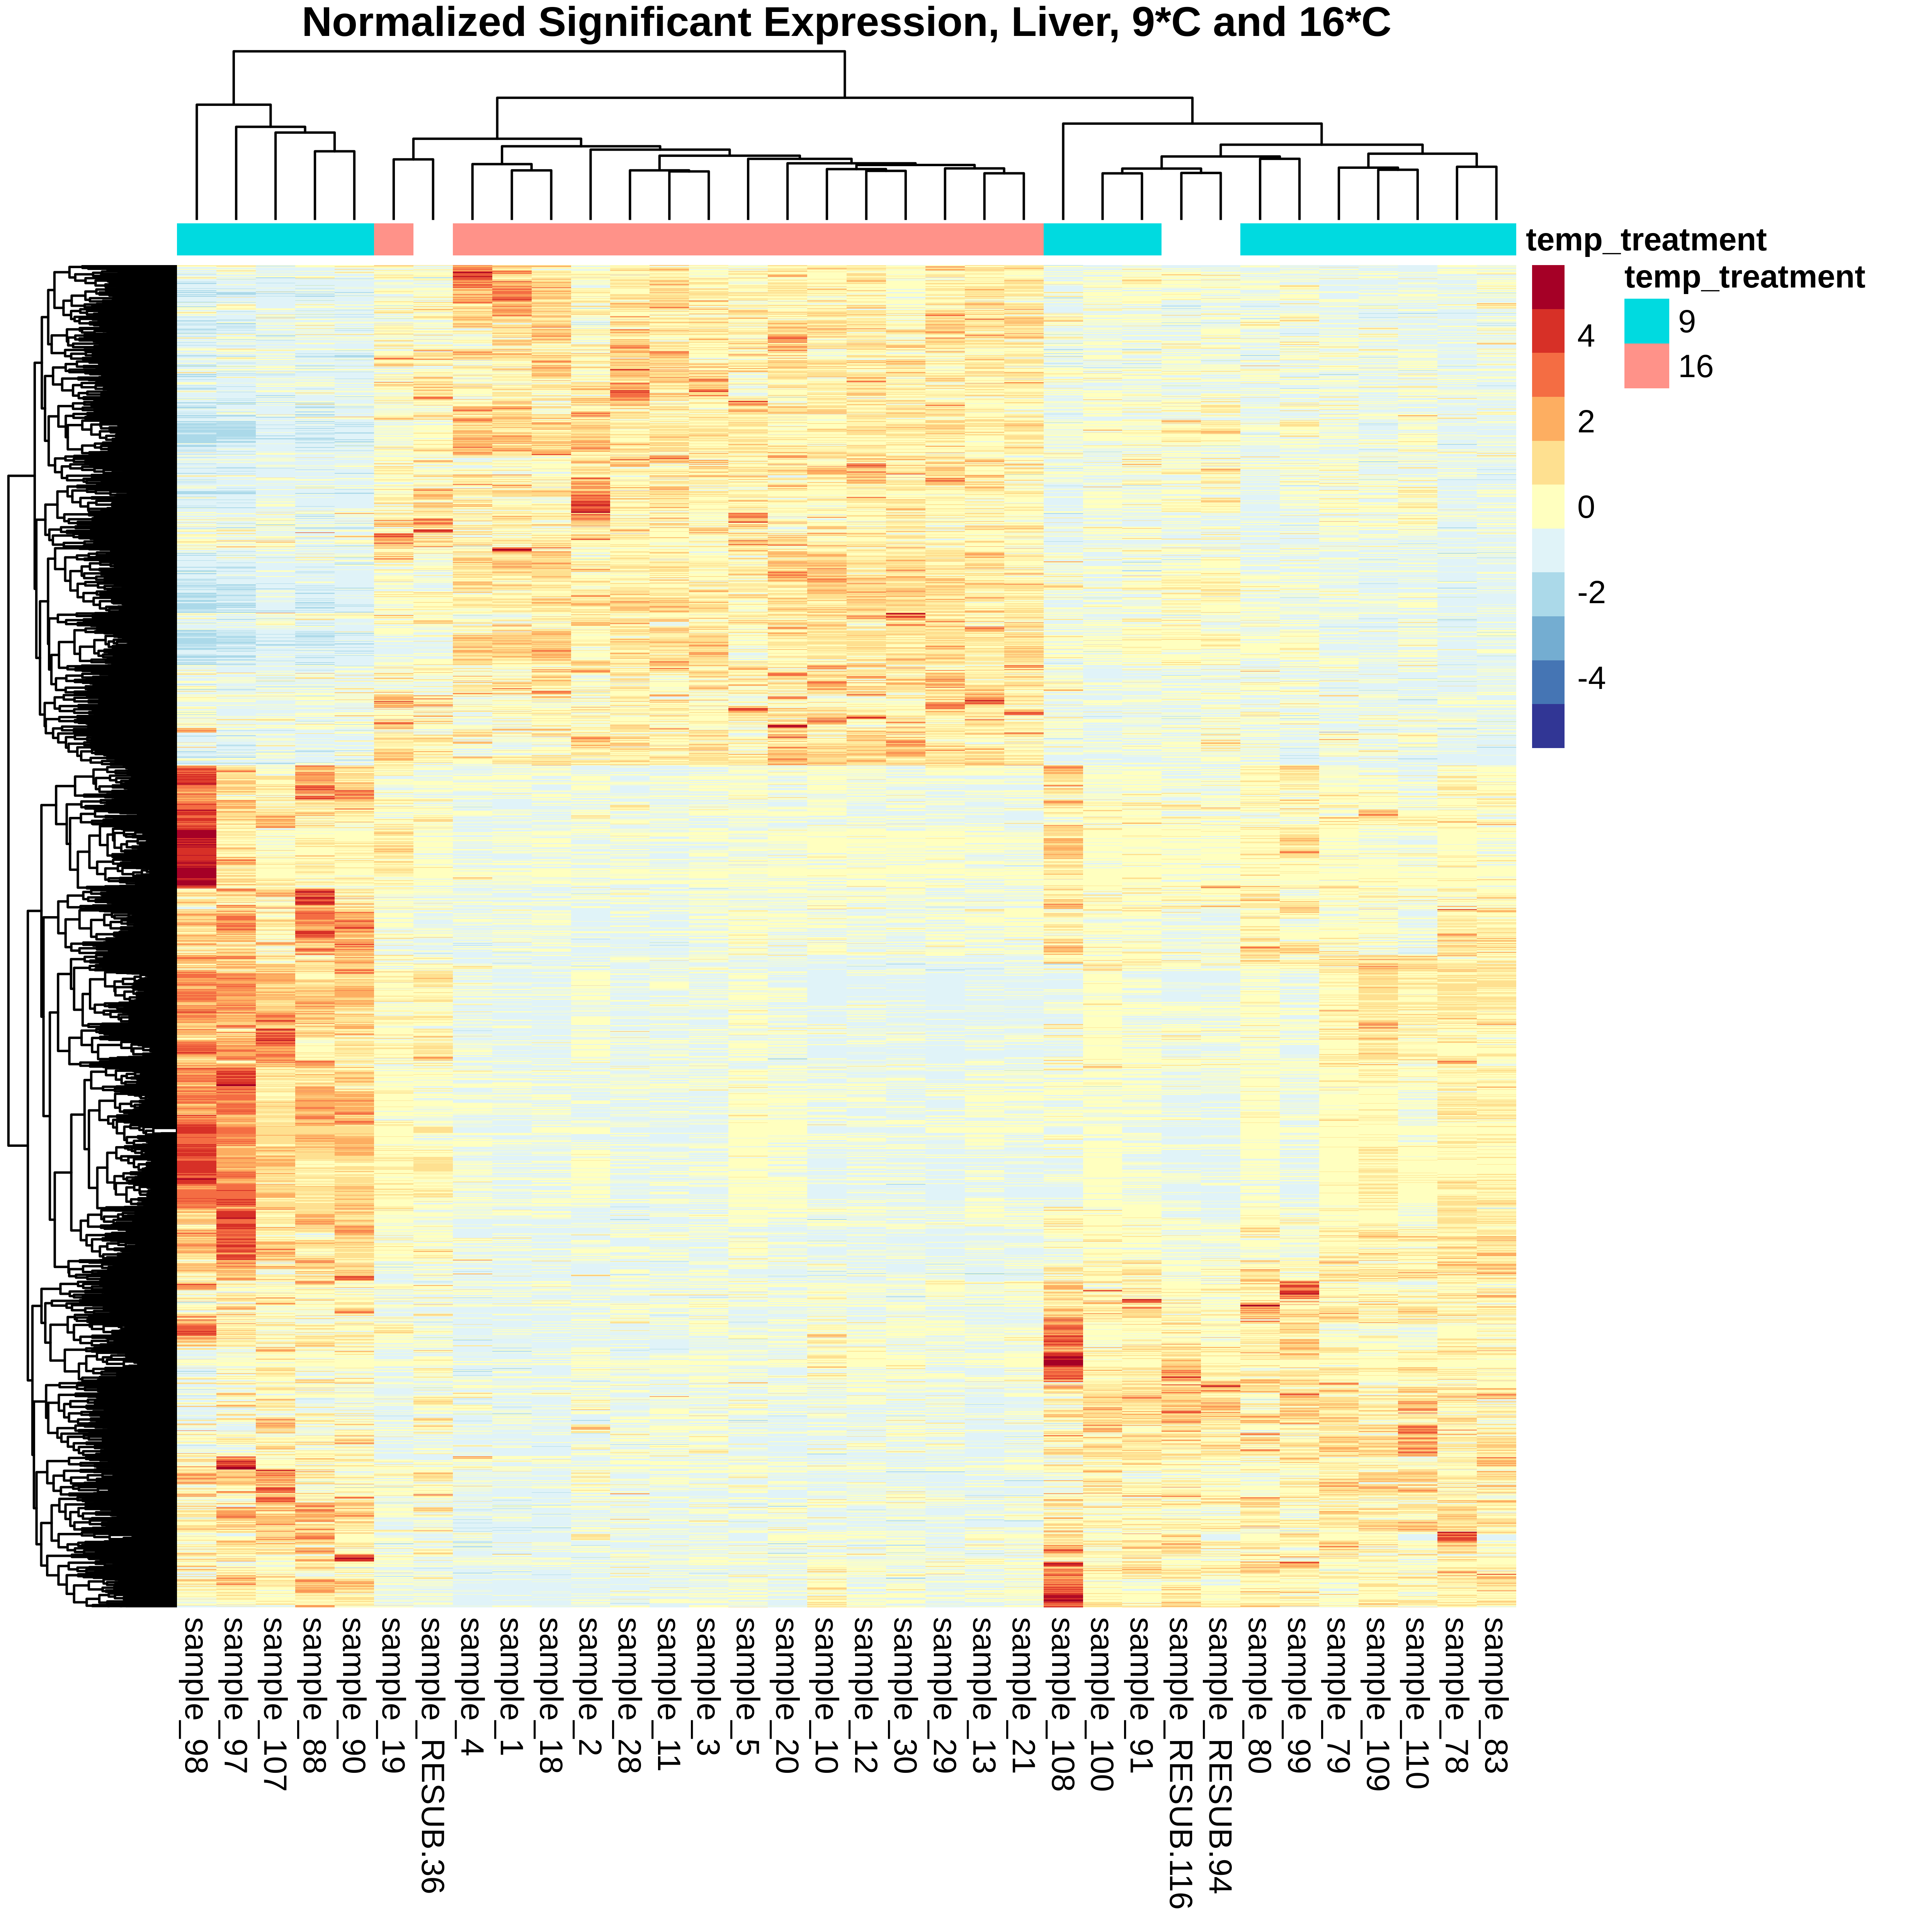 Normalized Significant Expression, Liver, 9*C and 16*C
temp_treatment
temp_treatment
9
16
4
2
0
-2
-4
sample_98
sample_97
sample_107
sample_88
sample_90
sample_19
sample_RESUB.36
sample_4
sample_1
sample_18
sample_2
sample_28
sample_11
sample_3
sample_5
sample_20
sample_10
sample_12
sample_30
sample_29
sample_13
sample_21
sample_108
sample_100
sample_91
sample_RESUB.116
sample_RESUB.94
sample_80
sample_99
sample_79
sample_109
sample_110
sample_78
sample_83